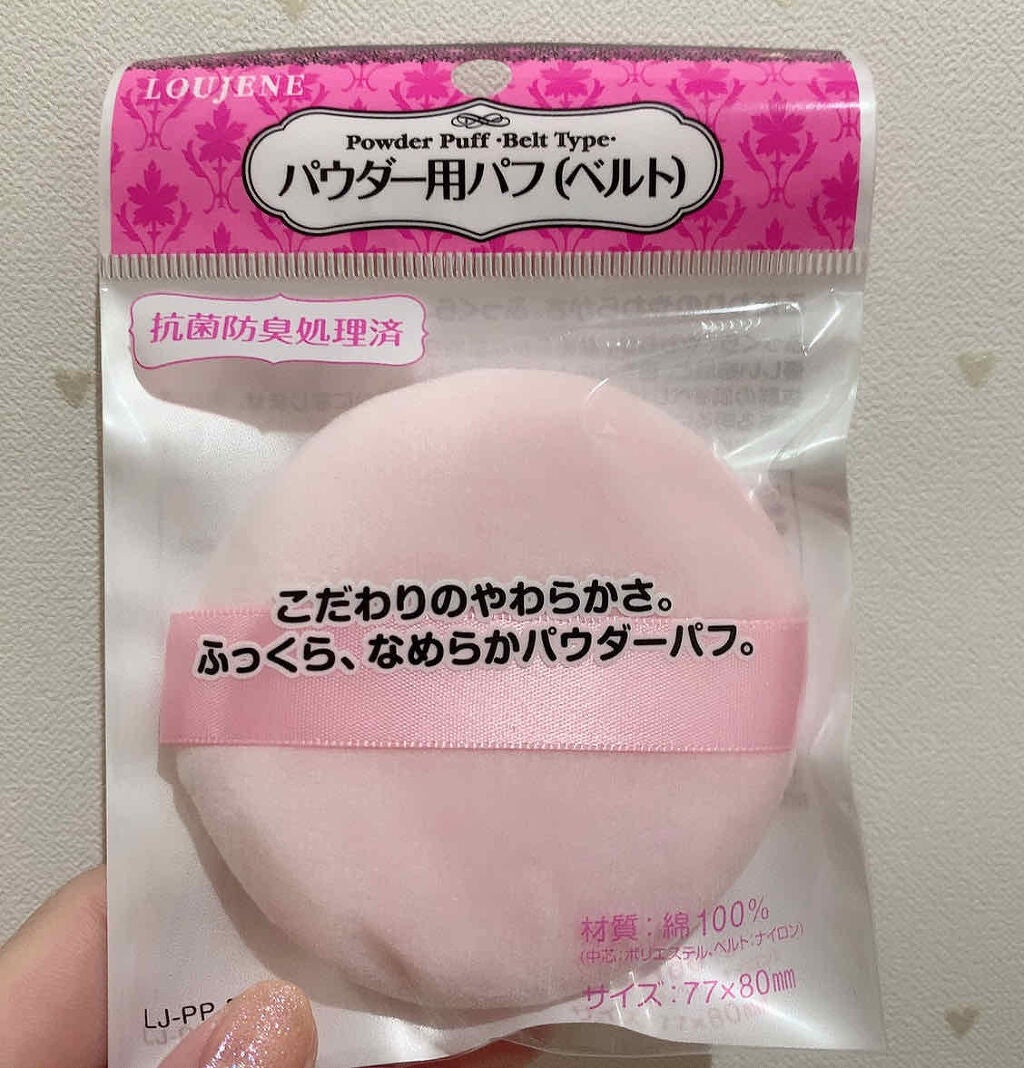 LOUJENE
Powder Puff ·Belt Type·
パウダー用パフ(ベルト)
抗菌防臭処理済
こだわりのやわらかさ。
ふっくら、なめらかパウダーパフ。
材質：綿100%
(中芯：ポリエステル、ベルト：ナイロン)
サイズ：77×80mm
LJ-PP